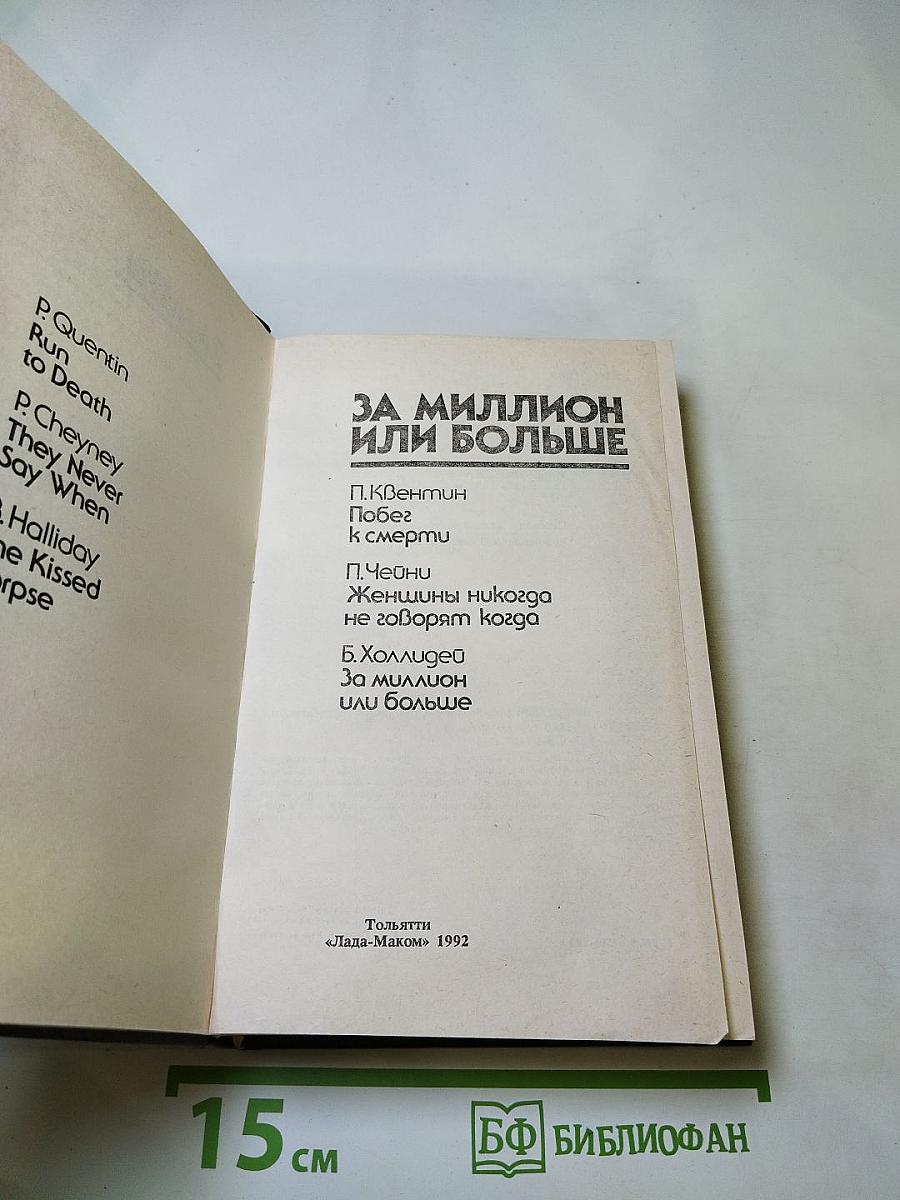 P. Quentin
Run
to Death
P. Cheyney
They Never
Say When
Halliday
Kissed
ЗА МИЛЛИОН
ИЛИ БОЛЬШЕ
П. Квентин
Побег
к смерти
П. Чейни
Женщины никогда
не говорят когда
Б. Холлидей
За миллион
или больше
Тольятти
«Лада-Маком» 1992
15 см
БФ БИБЛИОФАН